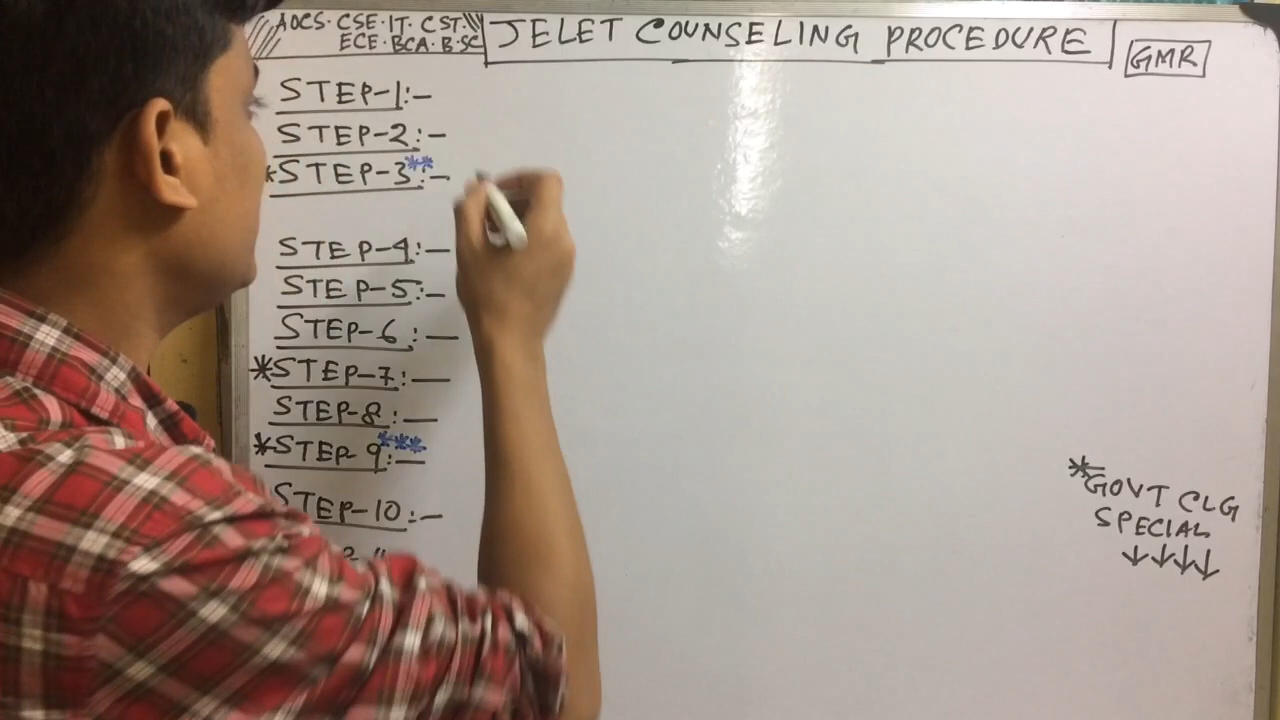 AOCS·CSE·IT·CST·
ECE·BCA·B·SC
JELET COUNSELING PROCEDURE
GMR
STEP-1:-
STEP-2:-
*STEP-3**:-
STEP-4:-
STEP-5:-
STEP-6:-
*STEP-7:-
STEP-8:-
*STEP-9***:-
STEP-10:-
*GOVT CLG
SPECIAL
↓↓↓↓